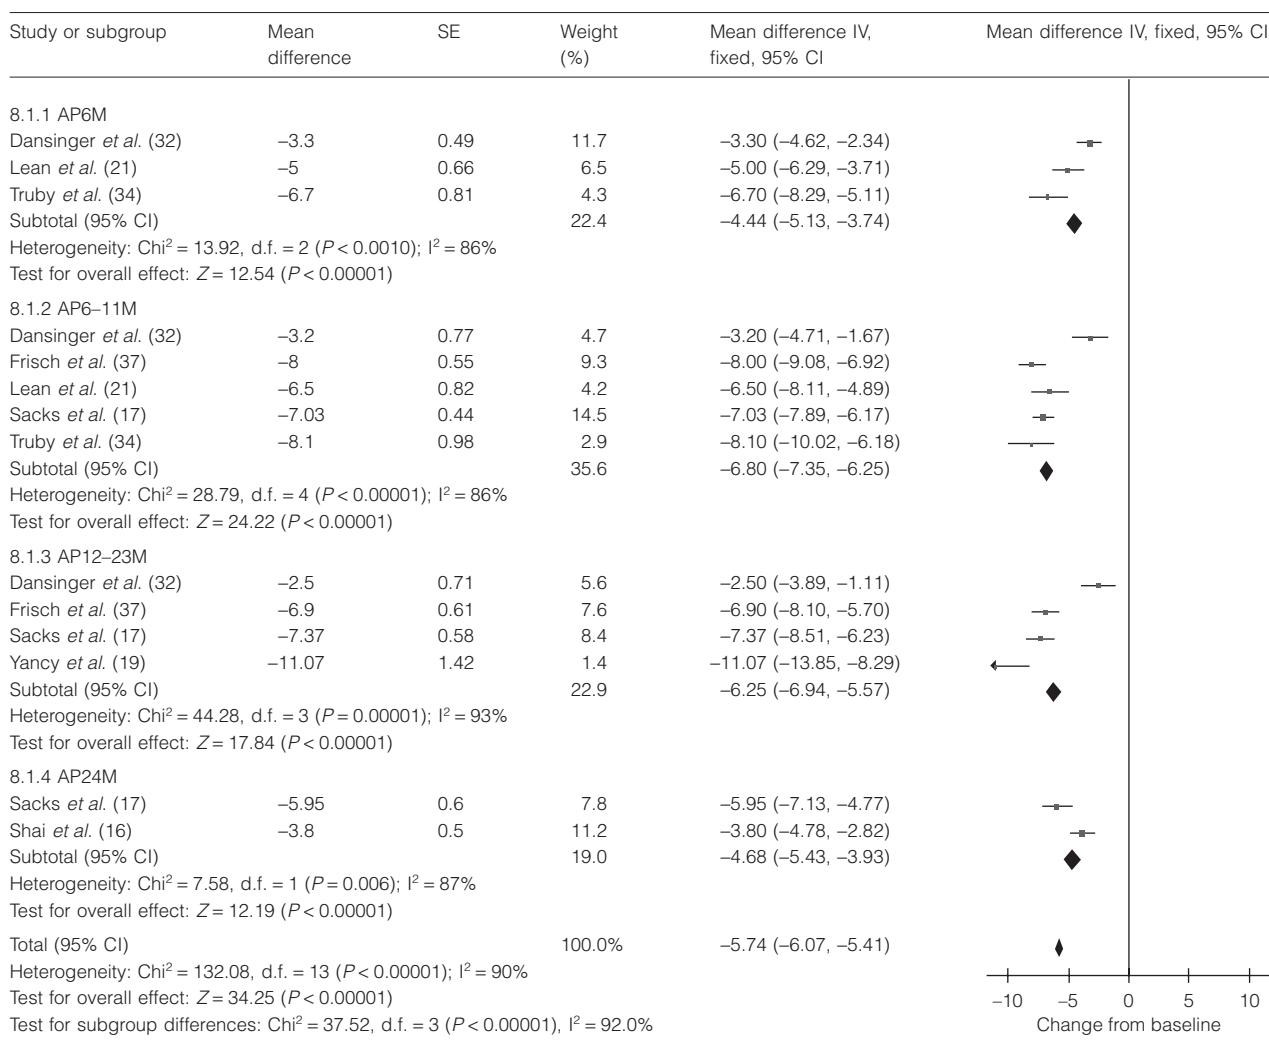 Study or subgroup Mean difference SE Weight (%) Mean difference IV, fixed, 95% CI Mean difference IV, fixed, 95% CI
8.1.1 AP6M
Dansinger et al. (32) –3.3 0.49 11.7 –3.30 (–4.62, –2.34)
Lean et al. (21) –5 0.66 6.5 –5.00 (–6.29, –3.71)
Truby et al. (34) –6.7 0.81 4.3 –6.70 (–8.29, –5.11)
Subtotal (95% CI) 22.4 –4.44 (–5.13, –3.74)
Heterogeneity: Chi² = 13.92, d.f. = 2 (P < 0.0010); I² = 86%
Test for overall effect: Z = 12.54 (P < 0.00001)
8.1.2 AP6–11M
Dansinger et al. (32) –3.2 0.77 4.7 –3.20 (–4.71, –1.67)
Frisch et al. (37) –8 0.55 9.3 –8.00 (–9.08, –6.92)
Lean et al. (21) –6.5 0.82 4.2 –6.50 (–8.11, –4.89)
Sacks et al. (17) –7.03 0.44 14.5 –7.03 (–7.89, –6.17)
Truby et al. (34) –8.1 0.98 2.9 –8.10 (–10.02, –6.18)
Subtotal (95% CI) 35.6 –6.80 (–7.35, –6.25)
Heterogeneity: Chi² = 28.79, d.f. = 4 (P < 0.00001); I² = 86%
Test for overall effect: Z = 24.22 (P < 0.00001)
8.1.3 AP12–23M
Dansinger et al. (32) –2.5 0.71 5.6 –2.50 (–3.89, –1.11)
Frisch et al. (37) –6.9 0.61 7.6 –6.90 (–8.10, –5.70)
Sacks et al. (17) –7.37 0.58 8.4 –7.37 (–8.51, –6.23)
Yancy et al. (19) –11.07 1.42 1.4 –11.07 (–13.85, –8.29)
Subtotal (95% CI) 22.9 –6.25 (–6.94, –5.57)
Heterogeneity: Chi² = 44.28, d.f. = 3 (P = 0.00001); I² = 93%
Test for overall effect: Z = 17.84 (P < 0.00001)
8.1.4 AP24M
Sacks et al. (17) –5.95 0.6 7.8 –5.95 (–7.13, –4.77)
Shai et al. (16) –3.8 0.5 11.2 –3.80 (–4.78, –2.82)
Subtotal (95% CI) 19.0 –4.68 (–5.43, –3.93)
Heterogeneity: Chi² = 7.58, d.f. = 1 (P = 0.006); I² = 87%
Test for overall effect: Z = 12.19 (P < 0.00001)
Total (95% CI) 100.0% –5.74 (–6.07, –5.41)
Heterogeneity: Chi² = 132.08, d.f. = 13 (P < 0.00001); I² = 90%
Test for overall effect: Z = 34.25 (P < 0.00001)
Test for subgroup differences: Chi² = 37.52, d.f. = 3 (P < 0.00001), I² = 92.0%
–10 –5 0 5 10
Change from baseline